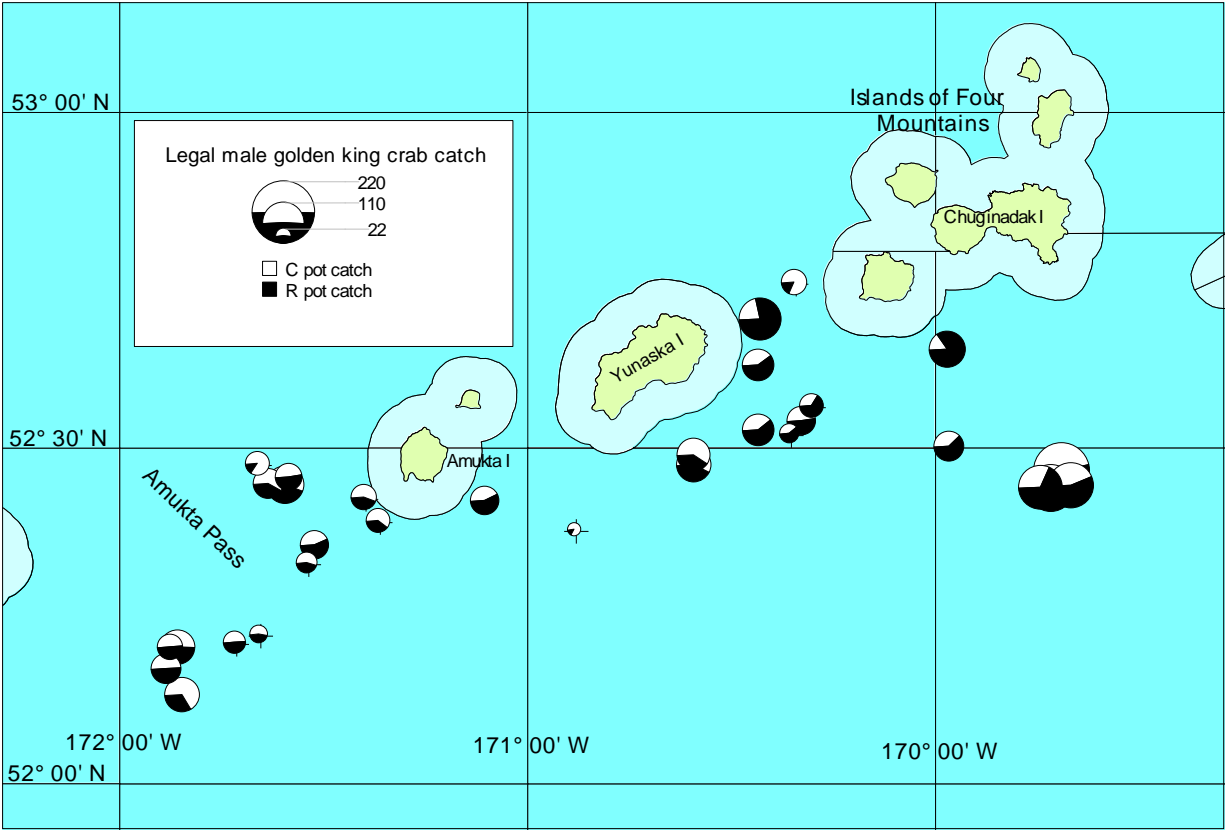 53° 00' N
Islands of Four
Mountains
Legal male golden king crab catch
220
110
22
C pot catch
R pot catch
Chuginadak I
Yunaska I
52° 30' N
Amukta I
Amukta Pass
172° 00' W
171° 00' W
170° 00' W
52° 00' N